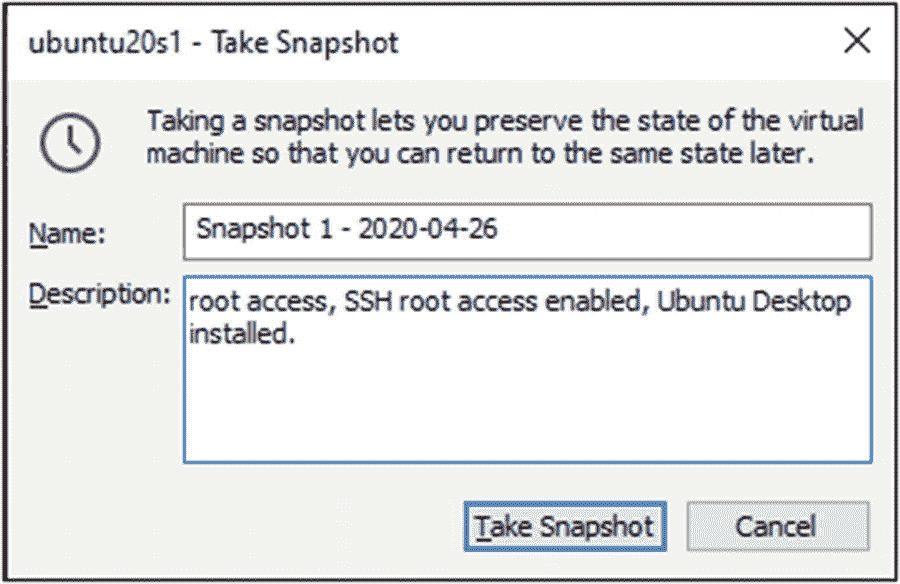 ubuntu20s1 - Take Snapshot
Taking a snapshot lets you preserve the state of the virtual
machine so that you can return to the same state later.
Name:
Snapshot 1 - 2020-04-26
Description:
root access, SSH root access enabled, Ubuntu Desktop
installed.
Take Snapshot
Cancel